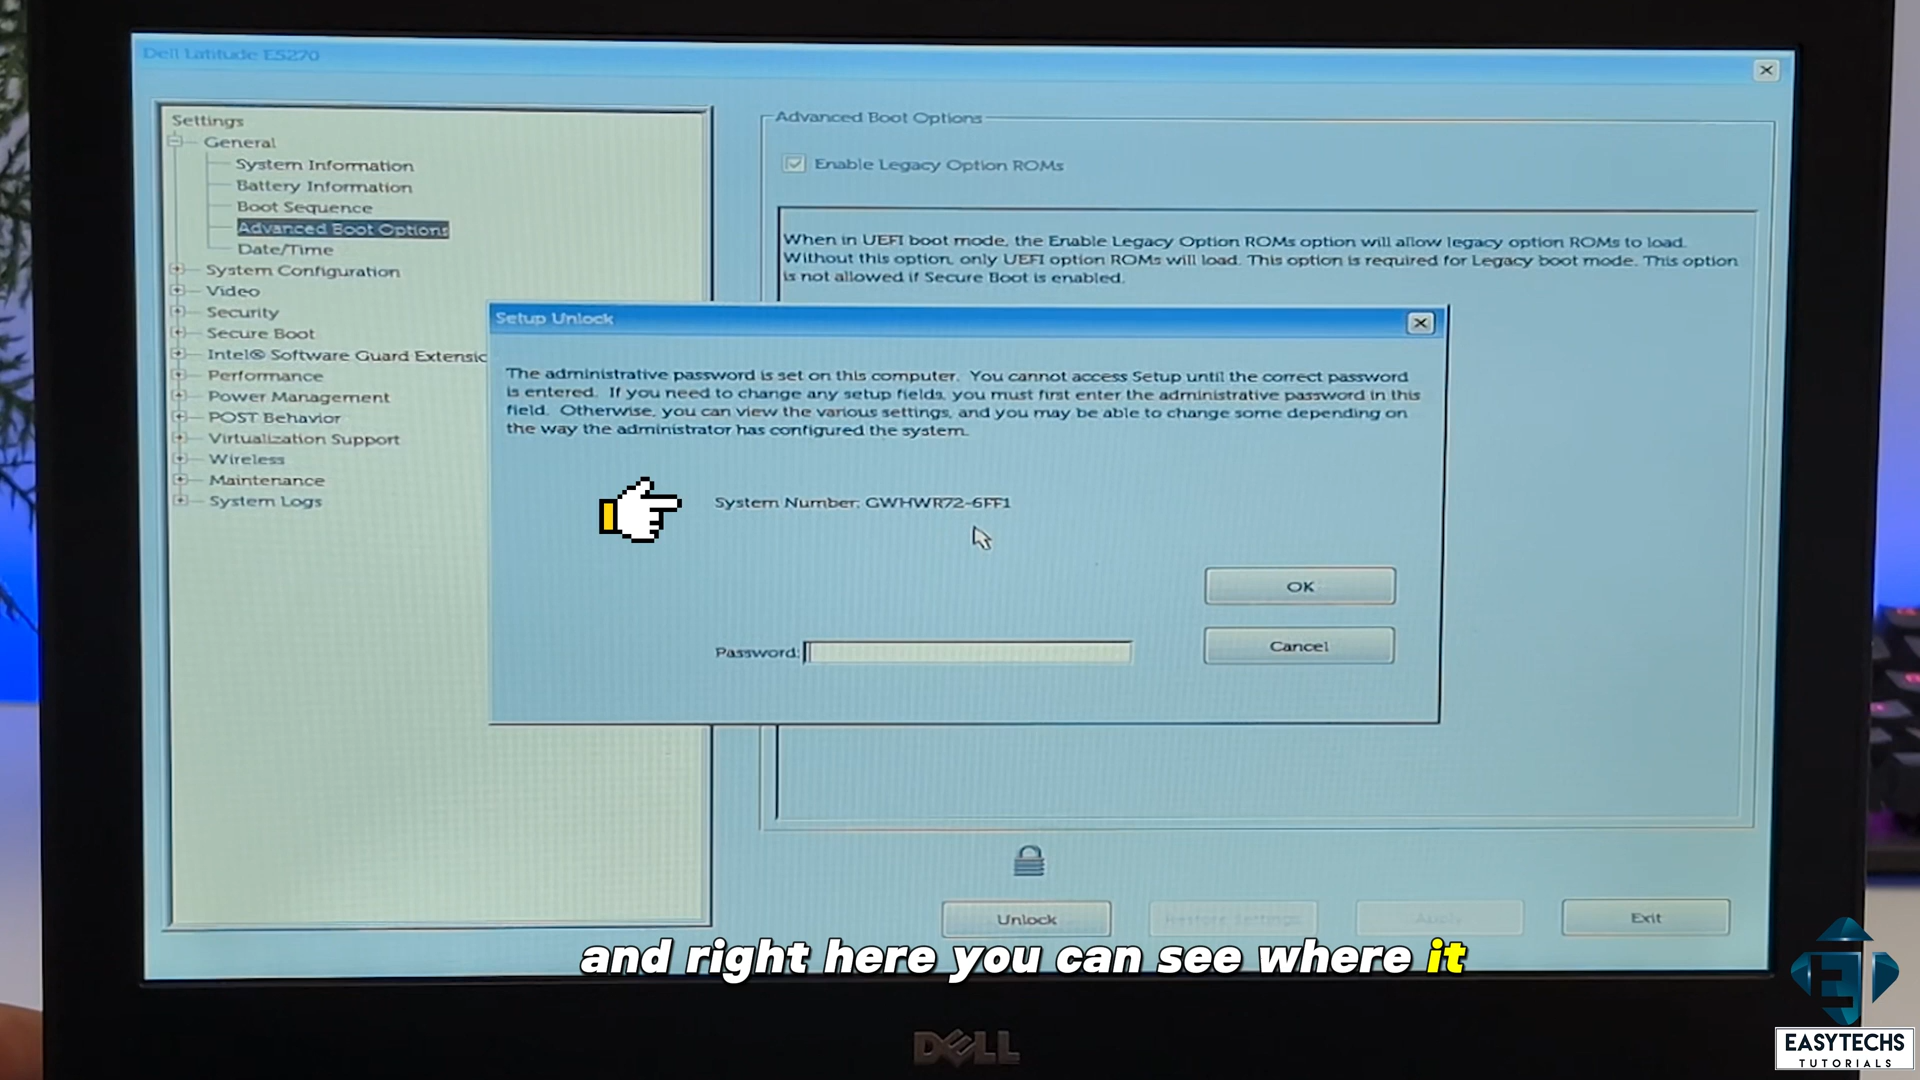 Dell Latitude E5270
Settings
General
System Information
Battery Information
Boot Sequence
Advanced Boot Options
Date/Time
System Configuration
Video
Security
Secure Boot
Intel® Software Guard Extensic
Performance
Power Management
POST Behavior
Virtualization Support
Wireless
Maintenance
System Logs
Advanced Boot Options
Enable Legacy Option ROMs
When in UEFI boot mode, the Enable Legacy Option ROMs option will allow legacy option ROMs to load.
Without this option, only UEFI option ROMs will load. This option is required for Legacy boot mode. This option
is not allowed if Secure Boot is enabled.
Setup Unlock
The administrative password is set on this computer. You cannot access Setup until the correct password
is entered. If you need to change any setup fields, you must first enter the administrative password in this
field. Otherwise, you can view the various settings, and you may be able to change some depending on
the way the administrator has configured the system.
System Number: GWHWR72-6FF1
OK
Password:
Cancel
Unlock
Restore Settings
Apply
Exit
and right here you can see where it
DELL
EASYTECHS
TUTORIALS